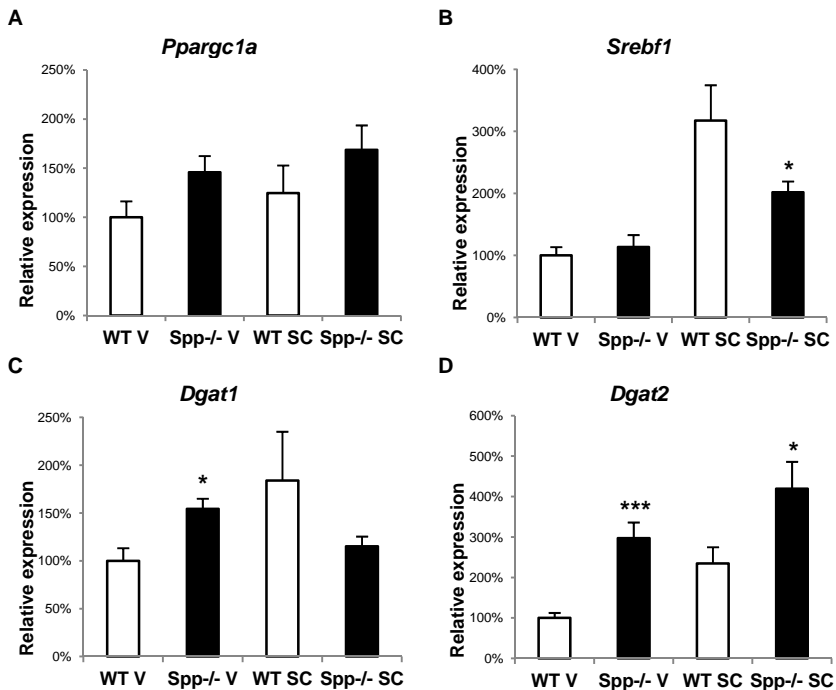 A
Ppargc1a
Relative expression
250%
200%
150%
100%
50%
0%
WT V Spp-/- V WT SC Spp-/- SC
B
Srebf1
Relative expression
400%
300%
200%
100%
0%
*
WT V Spp-/- V WT SC Spp-/- SC
C
Dgat1
Relative expression
250%
200%
150%
100%
50%
0%
*
WT V Spp-/- V WT SC Spp-/- SC
D
Dgat2
Relative expression
600%
500%
400%
300%
200%
100%
0%
***
*
WT V Spp-/- V WT SC Spp-/- SC